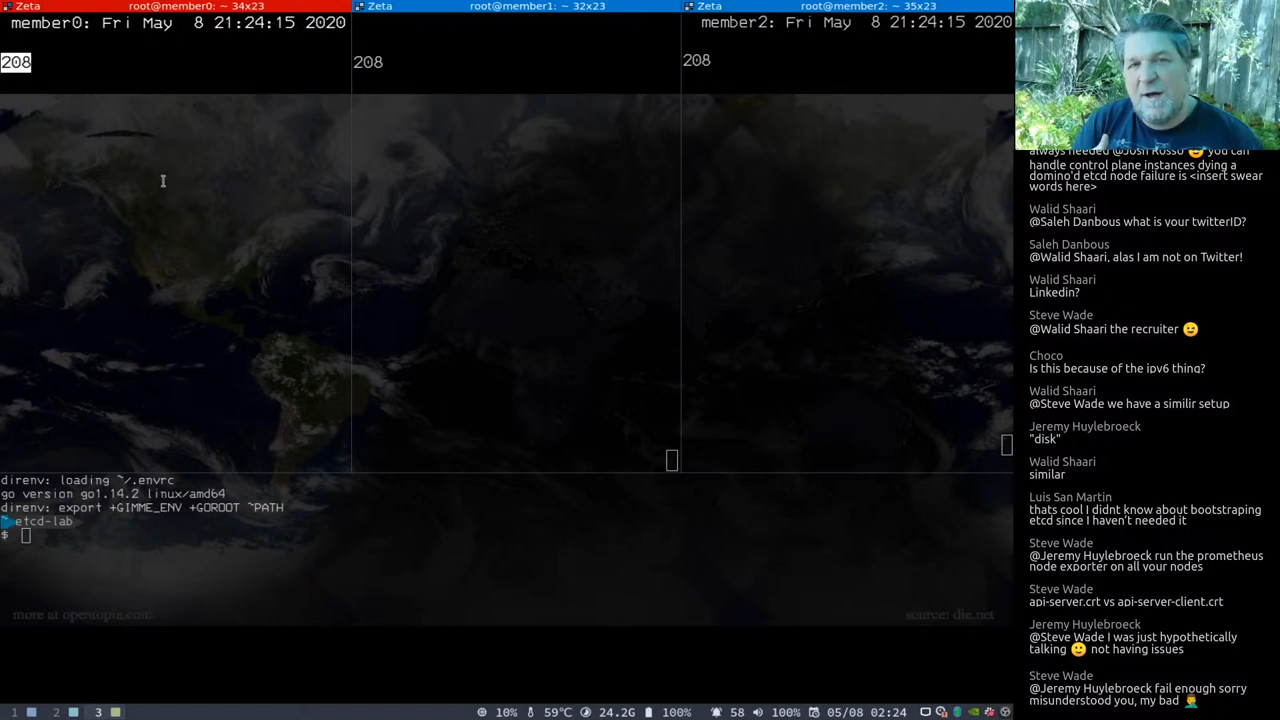 Zeta
root@member0: ~ 34x23
Zeta
root@member1: ~ 32x23
Zeta
root@member2: ~ 35x23
member0: Fri May  8 21:24:15 2020
member2: Fri May  8 21:24:15 2020
208
208
208
direnv: loading ~/.envrc
go version go1.14.2 linux/amd64
direnv: export +GIMME_ENV +GOROOT ~PATH
~ etcd-lab
$
more at opentopia.com
source: die.net
always needed @Josh Rosso 😉 you can
handle control plane instances dying a
domino'd etcd node failure is <insert swear
words here>
Walid Shaari
@Saleh Danbous what is your twitterID?
Saleh Danbous
@Walid Shaari, alas I am not on Twitter!
Walid Shaari
Linkedin?
Steve Wade
@Walid Shaari the recruiter 😉
Choco
Is this because of the ipv6 thing?
Walid Shaari
@Steve Wade we have a similir setup
Jeremy Huylebroeck
"disk"
Walid Shaari
similar
Luis San Martin
thats cool I didnt know about bootstraping
etcd since I haven't needed it
Steve Wade
@Jeremy Huylebroeck run the prometheus
node exporter on all your nodes
Steve Wade
api-server.crt vs api-server-client.crt
Jeremy Huylebroeck
@Steve Wade I was just hypothetically
talking 🙂 not having issues
Steve Wade
@Jeremy Huylebroeck fail enough sorry
misunderstood you, my bad 🤦‍♂️
1 2 3
10% 59℃ 24.2G 100% 58 100% 05/08 02:24